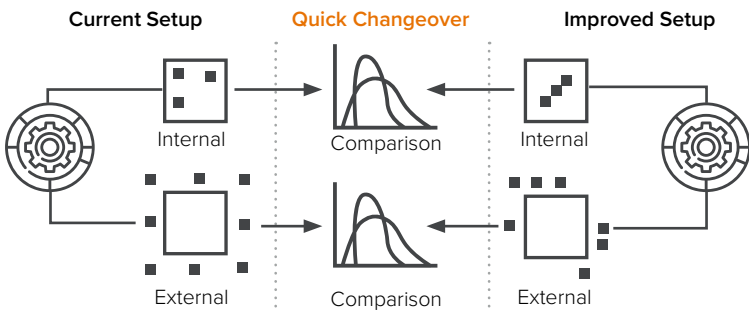 Current Setup
Quick Changeover
Improved Setup
Internal
Comparison
Internal
External
Comparison
External